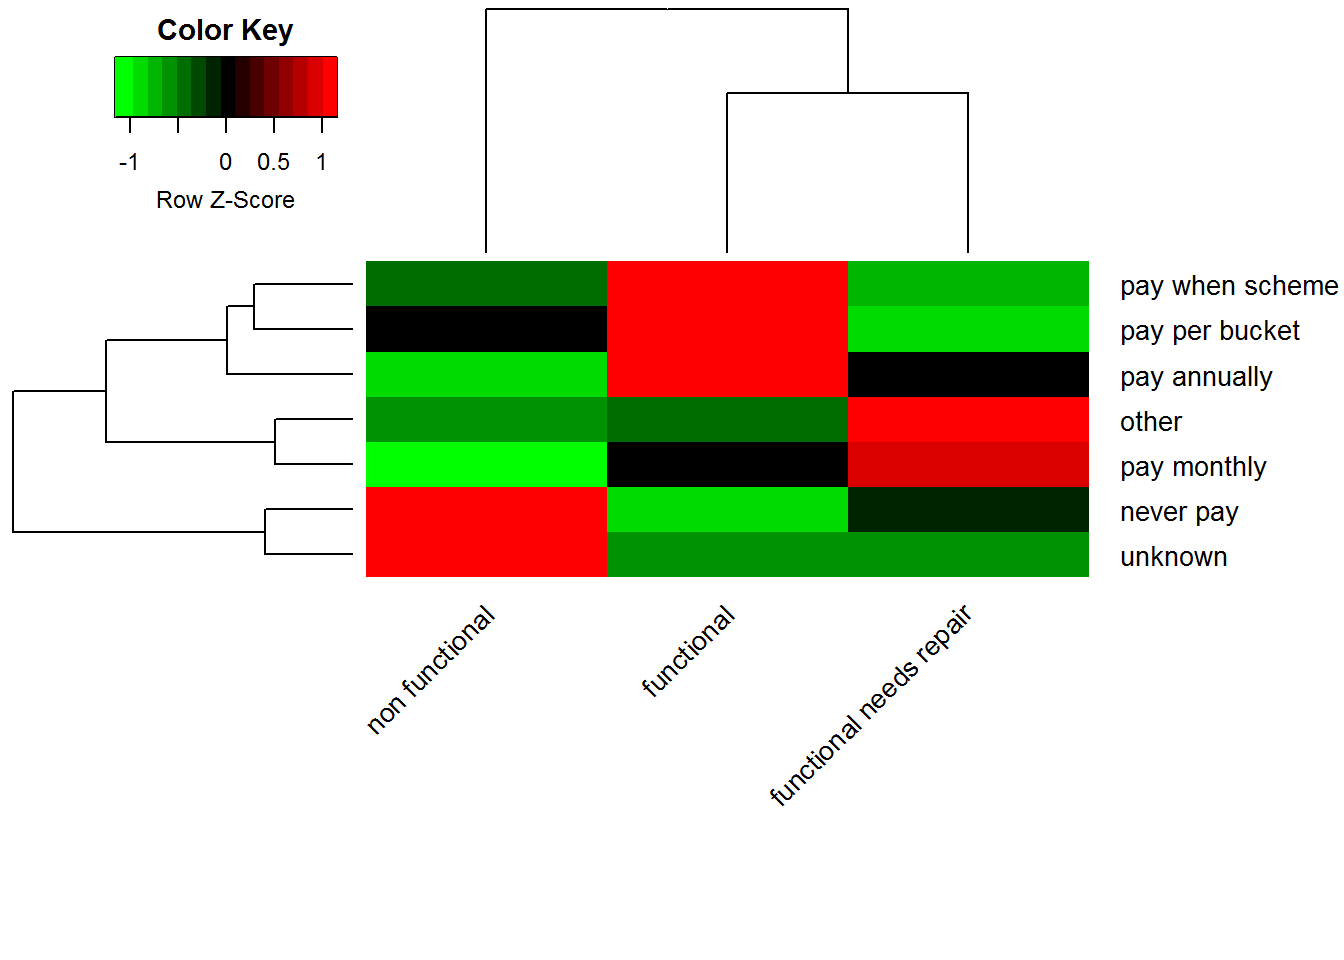 Color Key
-1 0 0.5 1
Row Z-Score
pay when scheme
pay per bucket
pay annually
other
pay monthly
never pay
unknown
non functional
functional
functional needs repair